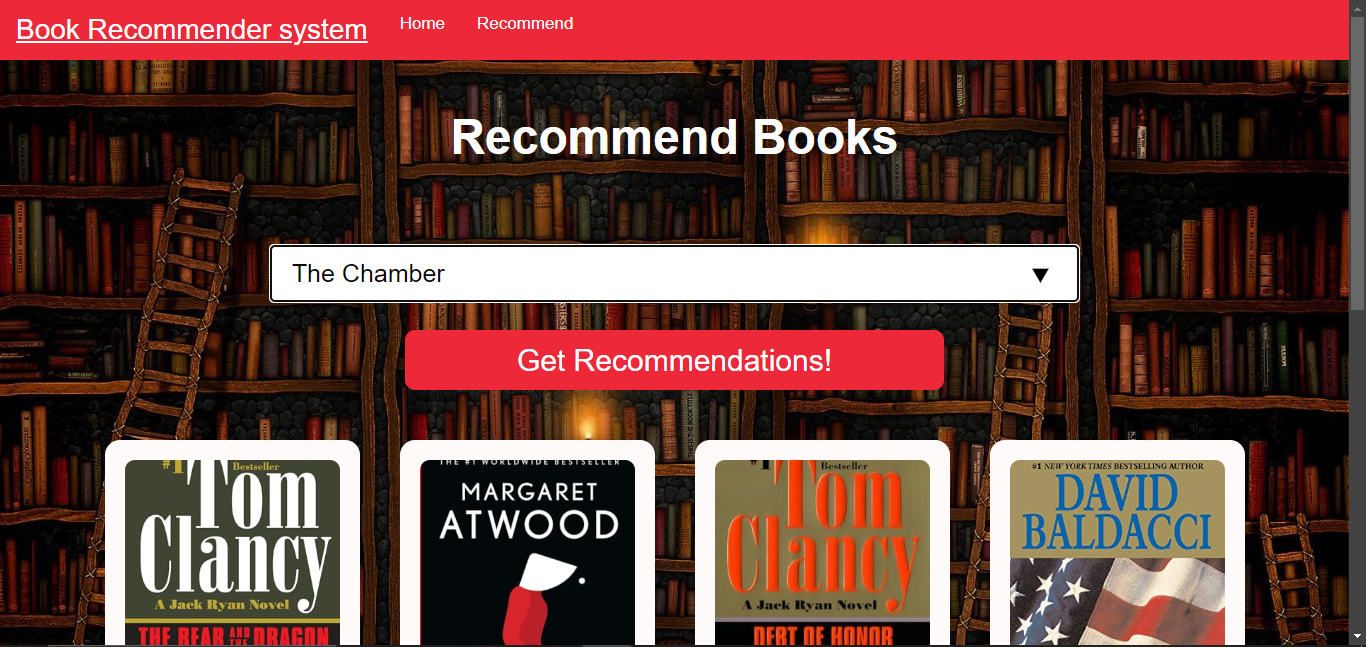 Book Recommender system
Home
Recommend
Recommend Books
The Chamber
Get Recommendations!
#1
Bestseller
Tom
Clancy
A Jack Ryan Novel
THE BEAR AND THE DRAGON
THE #1 WORLDWIDE BESTSELLER
MARGARET
ATWOOD
#1
Bestseller
Tom
Clancy
A Jack Ryan Novel
DEBT OF HONOR
#1 NEW YORK TIMES BESTSELLING AUTHOR
DAVID
BALDACCI